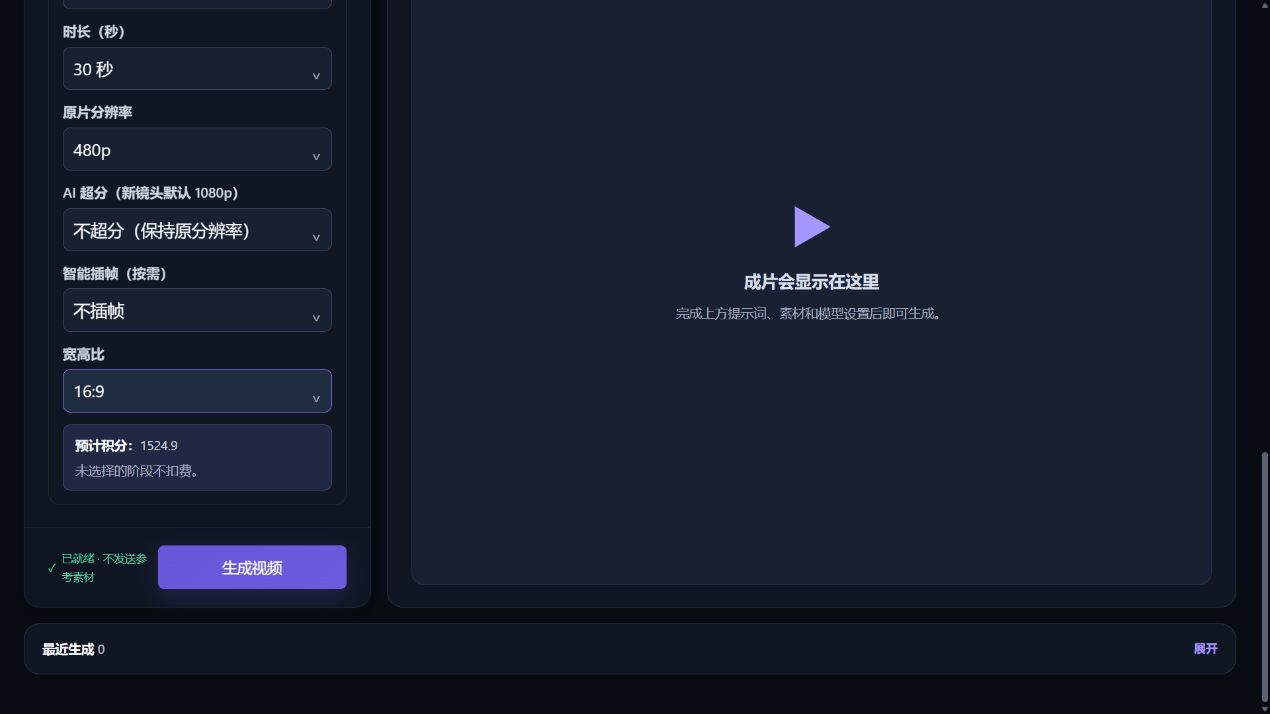 时长（秒）
30 秒
原片分辨率
480p
AI 超分（新镜头默认 1080p）
不超分（保持原分辨率）
智能插帧（按需）
不插帧
宽高比
16:9
预计积分：1524.9
未选择的阶段不扣费。
✓ 已就绪 · 不发送参
考素材
生成视频
成片会显示在这里
完成上方提示词、素材和模型设置后即可生成。
最近生成 0
展开